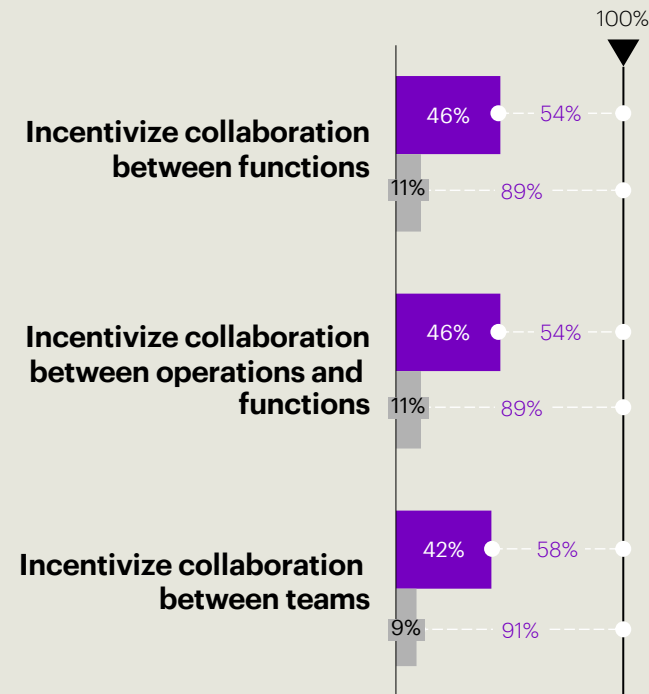 100%
Incentivize collaboration
between functions
46%
54%
11%
89%
Incentivize collaboration
between operations and
functions
46%
54%
11%
89%
Incentivize collaboration
between teams
42%
58%
9%
91%